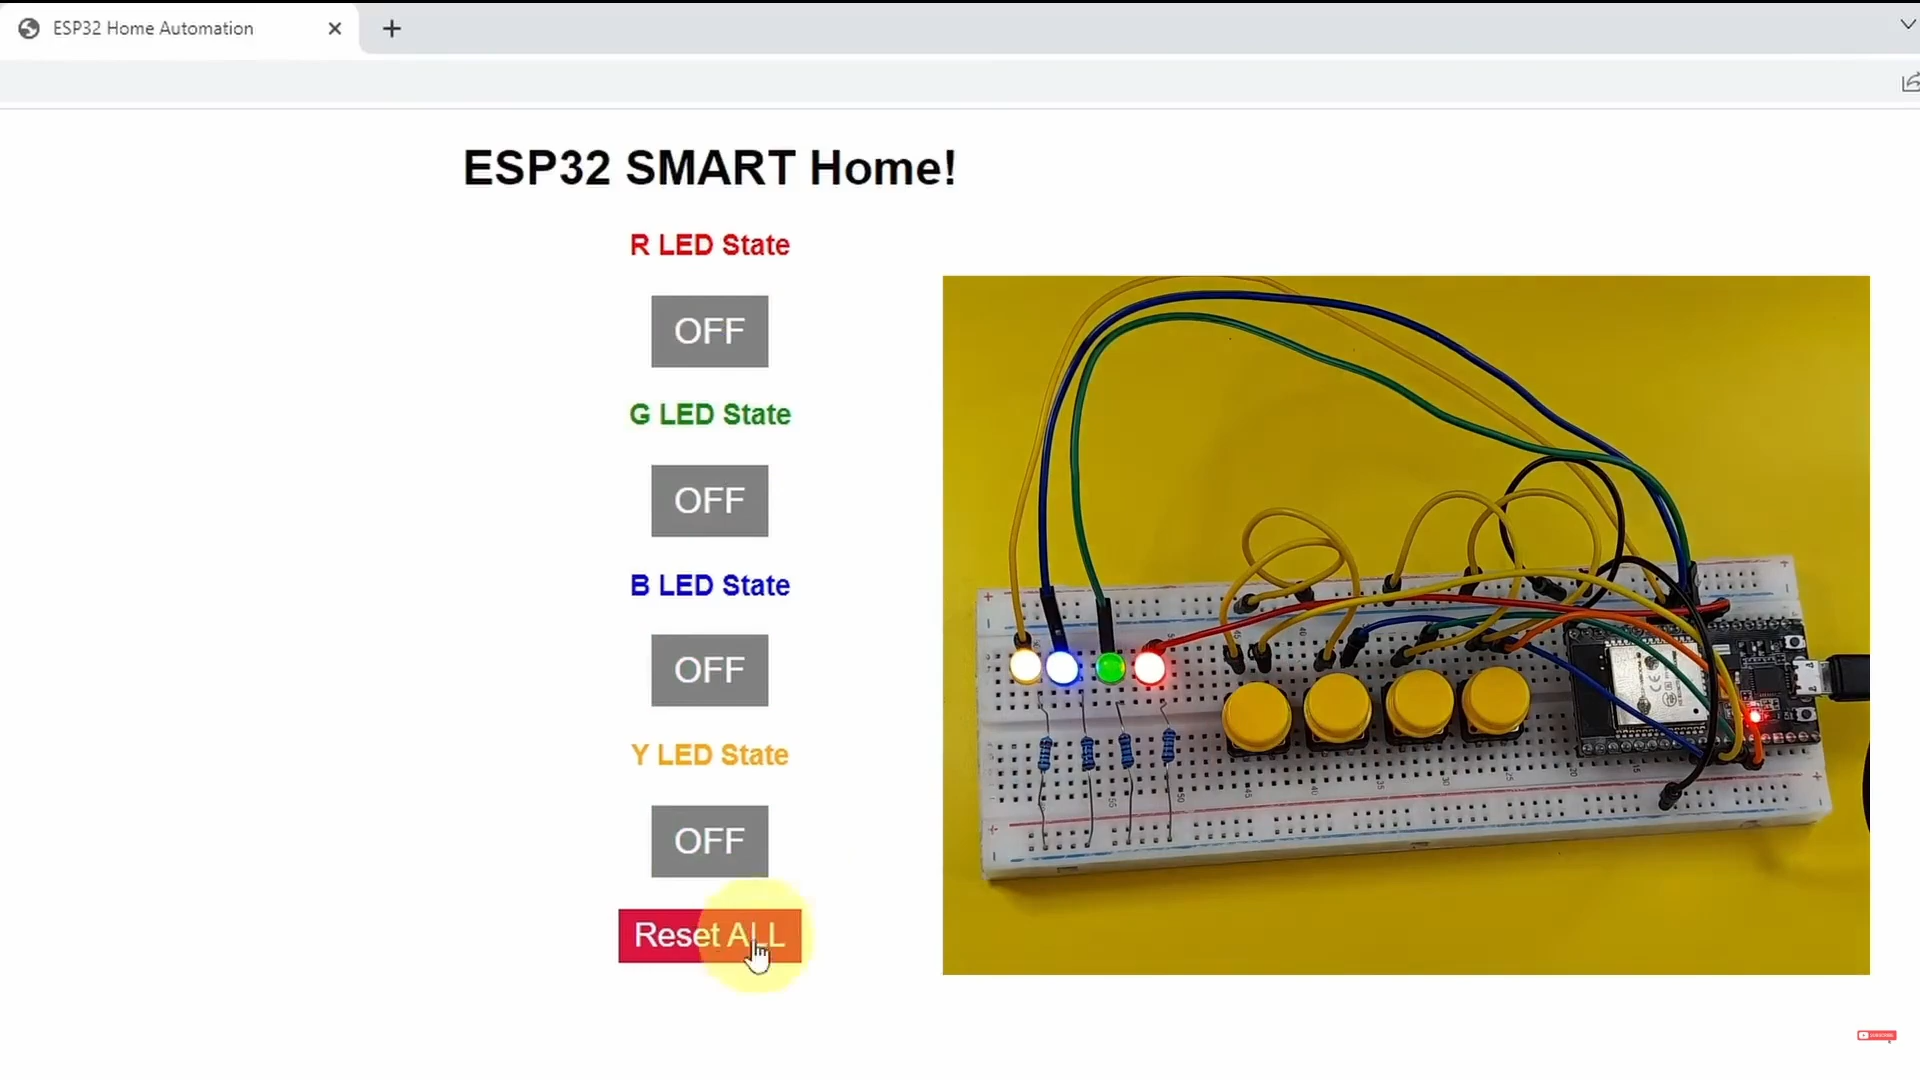 ESP32 Home Automation
ESP32 SMART Home!
R LED State
OFF
G LED State
OFF
B LED State
OFF
Y LED State
OFF
Reset ALL